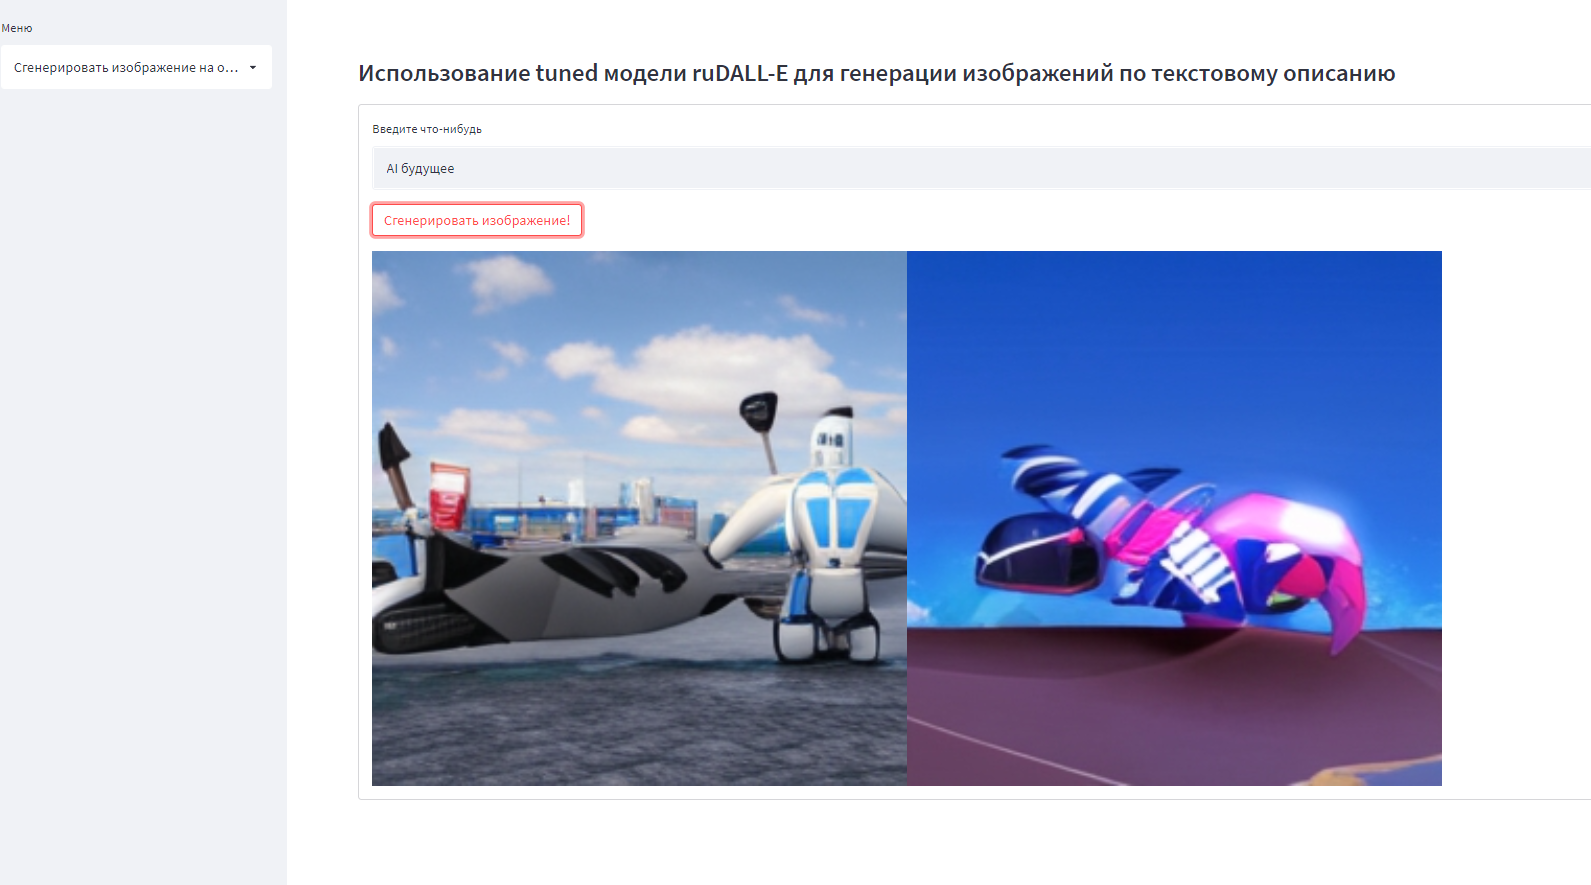 Меню
Сгенерировать изображение на о...
Использование tuned модели ruDALL-E для генерации изображений по текстовому описанию
Введите что-нибудь
AI будущее
Сгенерировать изображение!